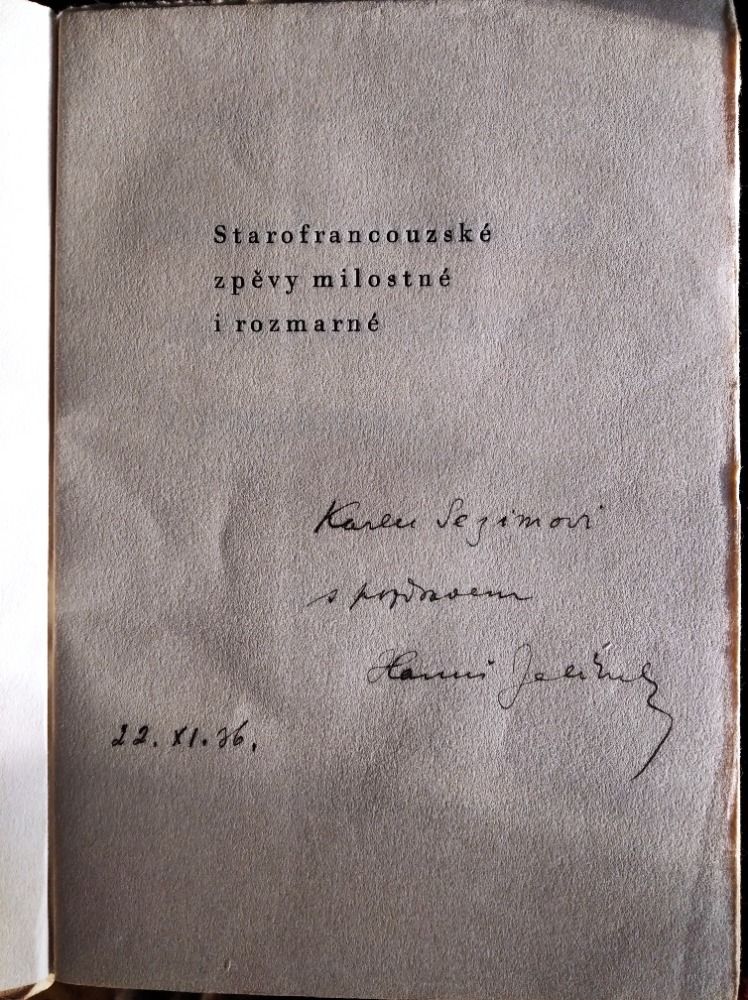 Starofrancouzské
zpěvy milostné
i rozmarné
Karlu Sezimovi
s pozdravem
Hanuš Jelínek
22. XI. 36.